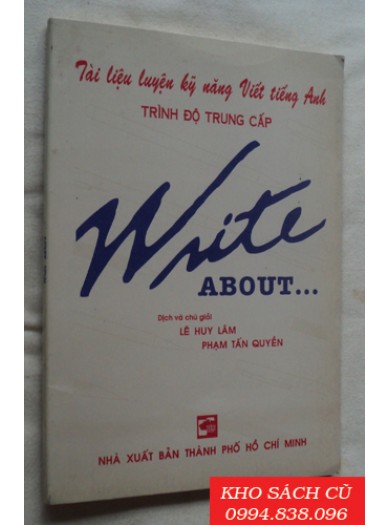 Tài liệu luyện kỹ năng Viết tiếng Anh
TRÌNH ĐỘ TRUNG CẤP
Write
ABOUT...
Dịch và chú giải
LÊ HUY LÂM
PHẠM TẤN QUYỀN
NHÀ XUẤT BẢN THÀNH PHỐ HỒ CHÍ MINH
KHO SÁCH CŨ
0994.838.096